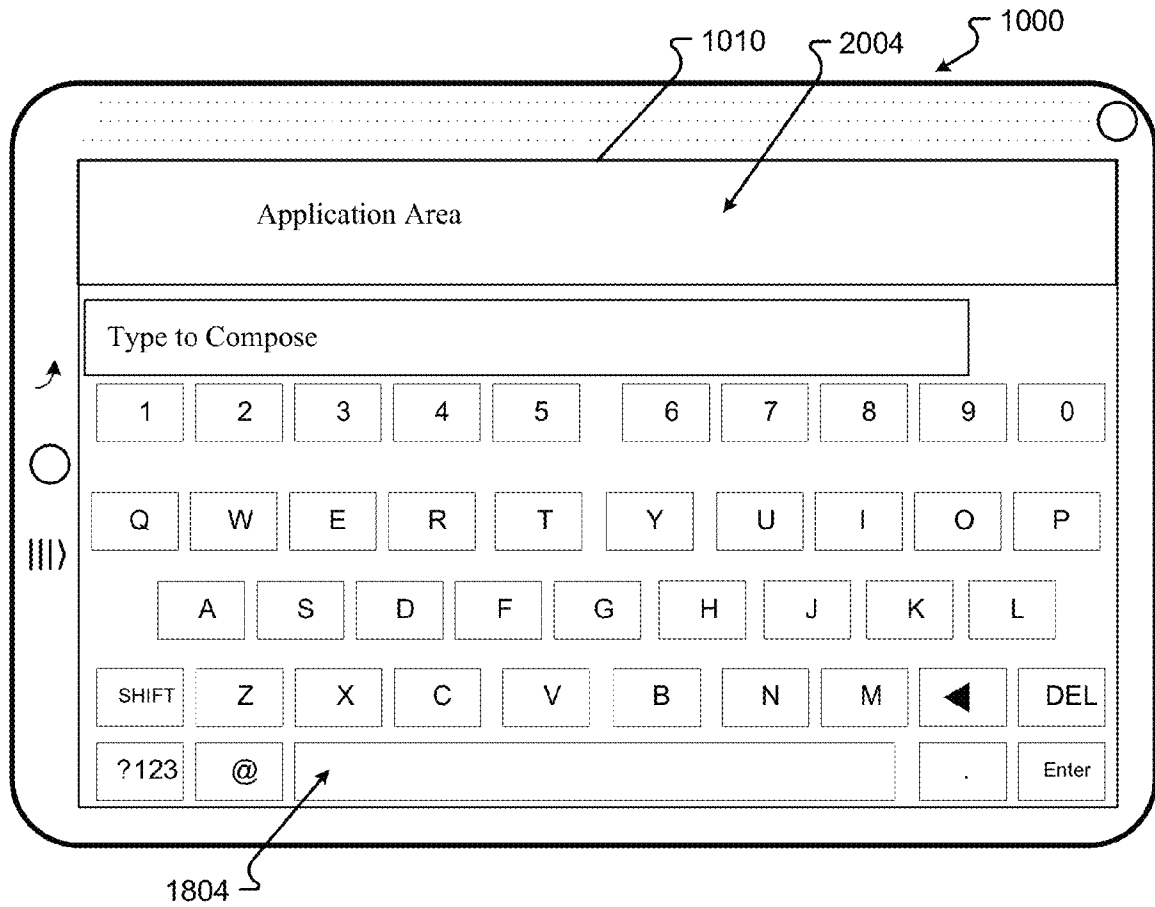 1010 2004 1000
Application Area
Type to Compose
1 2 3 4 5 6 7 8 9 0
Q W E R T Y U I O P
A S D F G H J K L
SHIFT Z X C V B N M DEL
?123 @ . Enter
1804